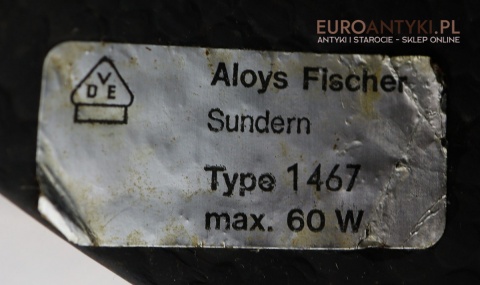 EUROANTYKI.PL
ANTYKI I STAROCIE - SKLEP ONLINE
VDE
Aloys Fischer
Sundern
Type 1467
max. 60 W